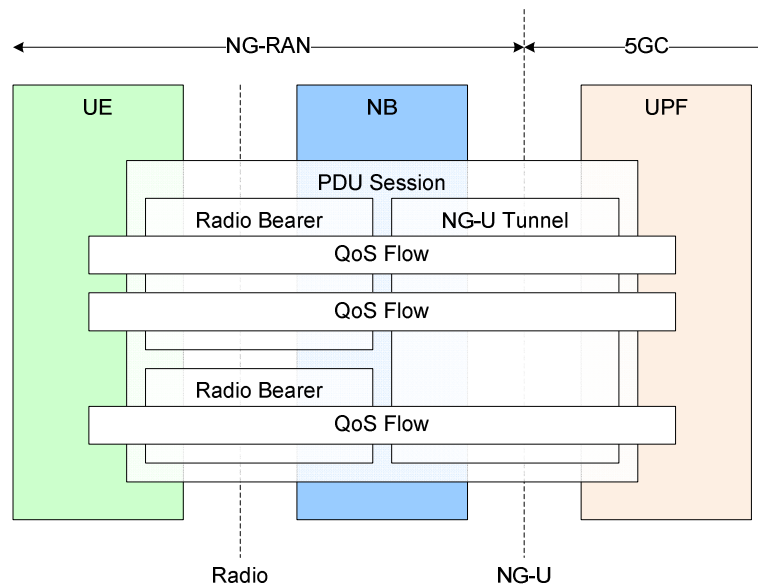 NG-RAN
5GC
UE
NB
UPF
PDU Session
Radio Bearer
NG-U Tunnel
QoS Flow
QoS Flow
Radio Bearer
QoS Flow
Radio
NG-U